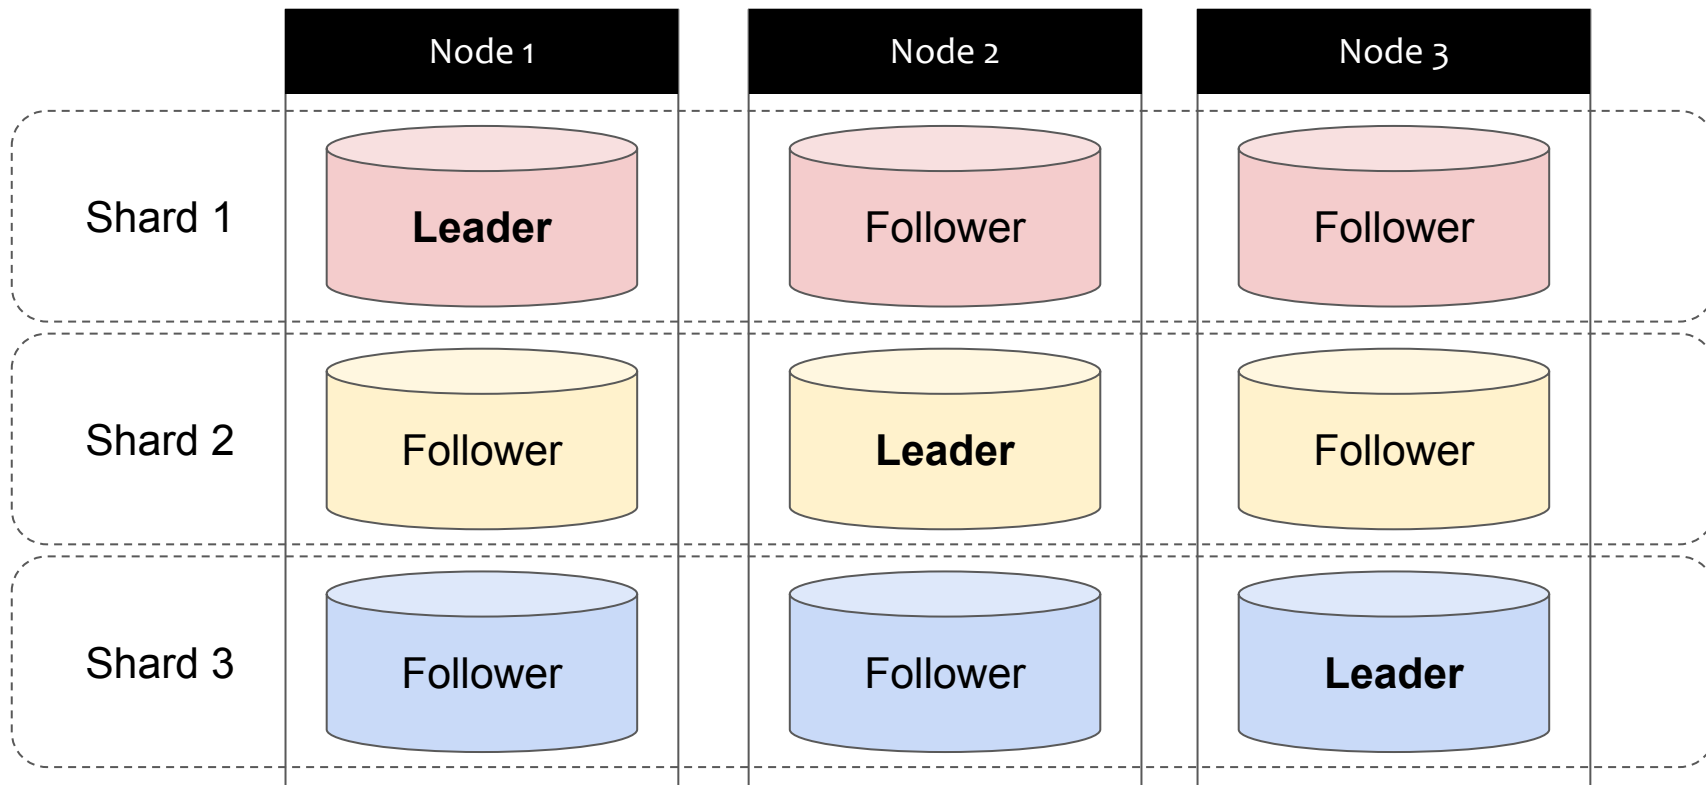 Node 1
Node 2
Node 3
Shard 1
Leader
Follower
Follower
Shard 2
Follower
Leader
Follower
Shard 3
Follower
Follower
Leader